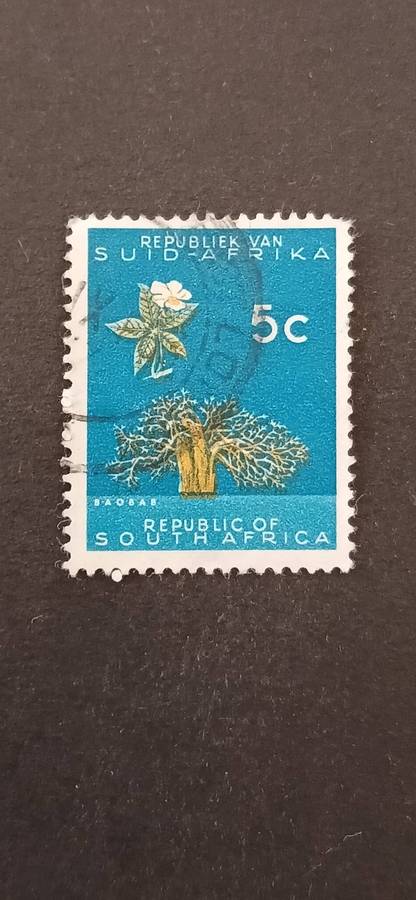 REPUBLIEK VAN
SUID-AFRIKA
5c
BAOBAB
REPUBLIC OF
SOUTH AFRICA